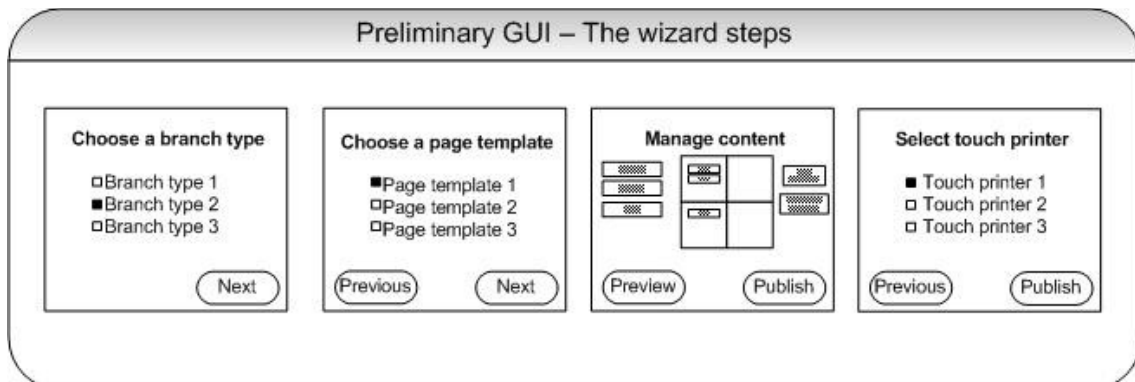 Preliminary GUI – The wizard steps
Choose a branch type
Branch type 1
Branch type 2
Branch type 3
Next
Choose a page template
Page template 1
Page template 2
Page template 3
Previous
Next
Manage content
Preview
Publish
Select touch printer
Touch printer 1
Touch printer 2
Touch printer 3
Previous
Publish